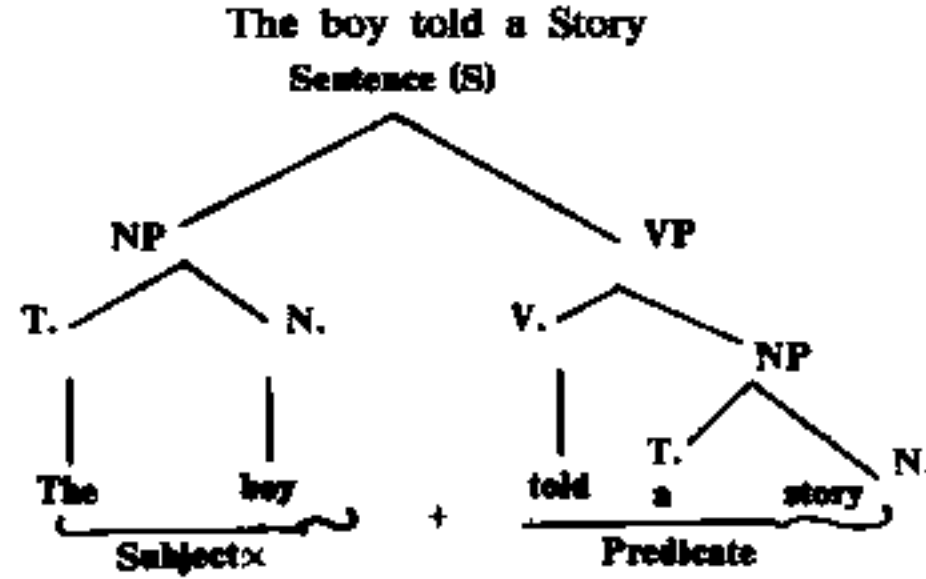 The boy told a Story
Sentence (S)
NP VP
T. N. V. NP
T. N.
The boy told a story
+
Subject× Predicate